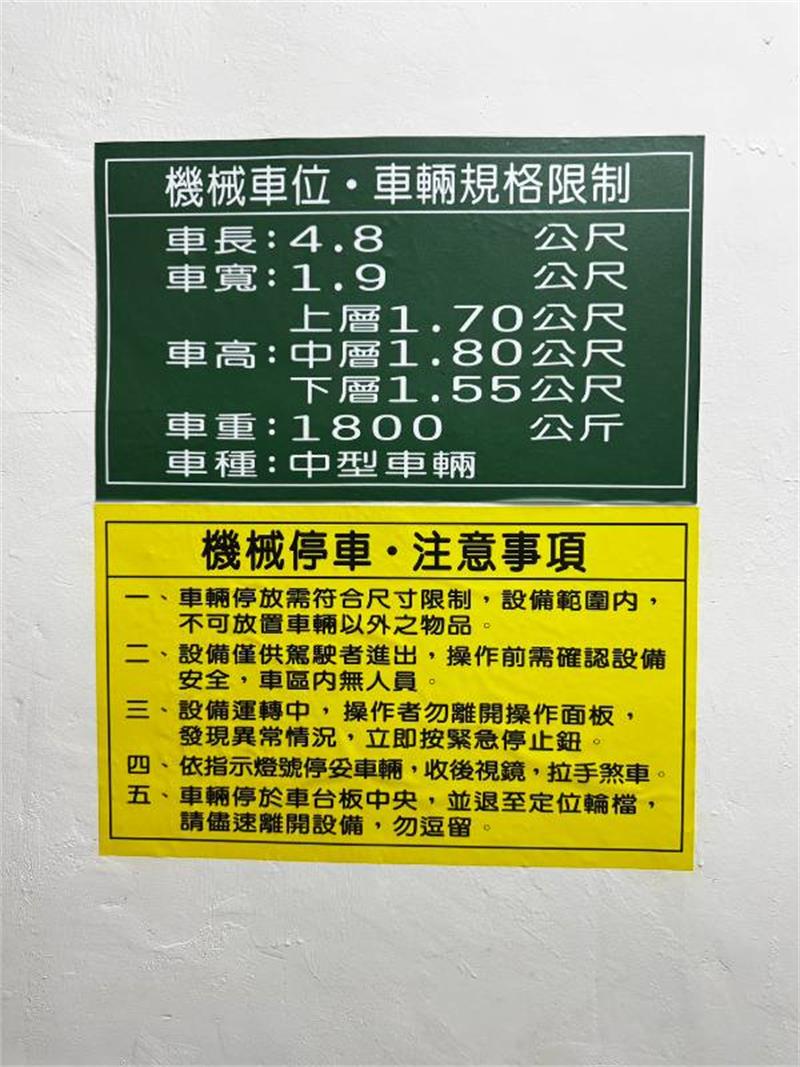 機械車位・車輛規格限制
車長：4.8 公尺
車寬：1.9 公尺
上層1.70公尺
車高：中層1.80公尺
下層1.55公尺
車重：1800 公斤
車種：中型車輛
機械停車・注意事項
一、車輛停放需符合尺寸限制，設備範圍內，
不可放置車輛以外之物品。
二、設備僅供駕駛者進出，操作前需確認設備
安全，車區內無人員。
三、設備運轉中，操作者勿離開操作面板，
發現異常情況，立即按緊急停止鈕。
四、依指示燈號停妥車輛，收後視鏡，拉手煞車。
五、車輛停於車台板中央，並退至定位輪檔，
請儘速離開設備，勿逗留。